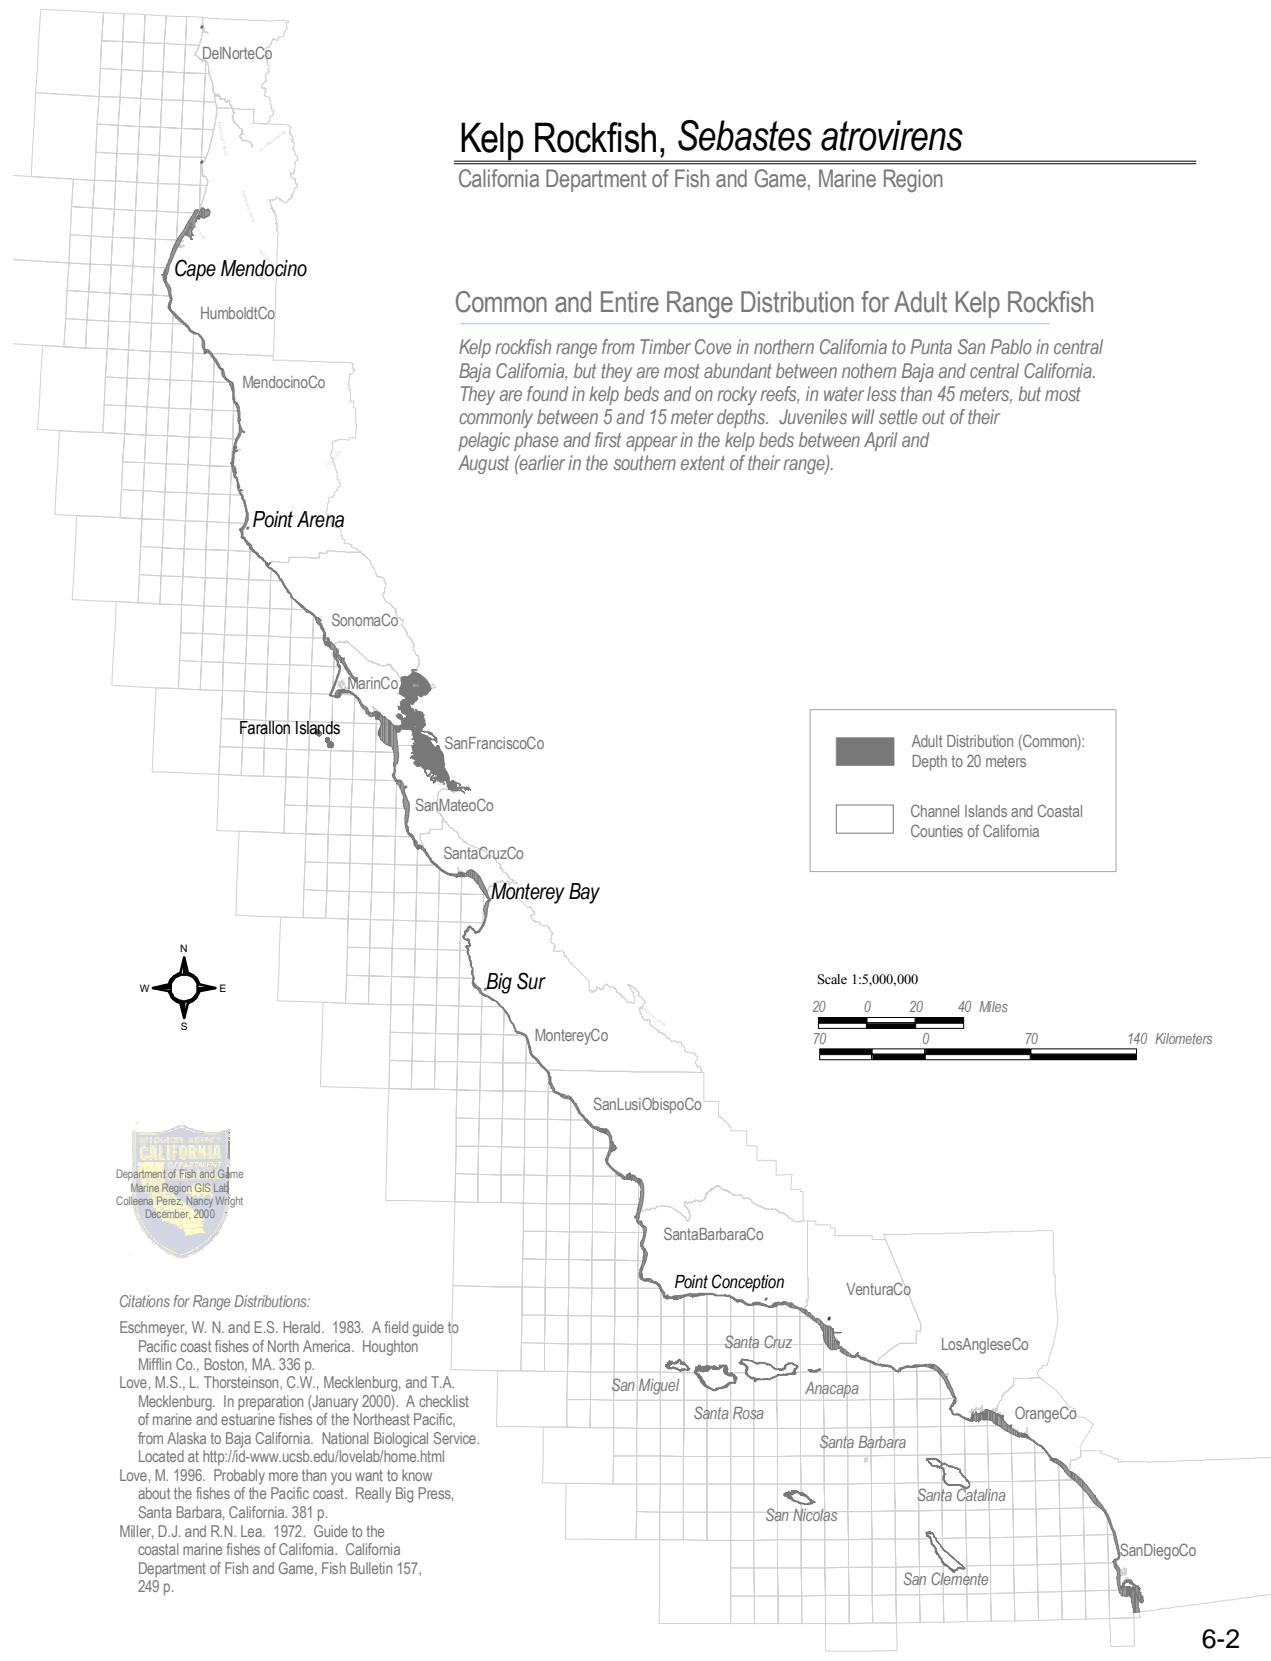 DelNorteCo
Kelp Rockfish, Sebastes atrovirens
California Department of Fish and Game, Marine Region
Cape Mendocino
HumboldtCo
Common and Entire Range Distribution for Adult Kelp Rockfish
Kelp rockfish range from Timber Cove in northern California to Punta San Pablo in central
Baja California, but they are most abundant between nothern Baja and central California.
They are found in kelp beds and on rocky reefs, in water less than 45 meters, but most
commonly between 5 and 15 meter depths. Juveniles will settle out of their
pelagic phase and first appear in the kelp beds between April and
August (earlier in the southern extent of their range).
MendocinoCo
Point Arena
SonomaCo
MarinCo
Farallon Islands
SanFranciscoCo
SanMateoCo
SantaCruzCo
Monterey Bay
Big Sur
MontereyCo
SanLusiObispoCo
SantaBarbaraCo
Point Conception
VenturaCo
LosAngleseCo
OrangeCo
SanDiegoCo
Santa Cruz
San Miguel
Anacapa
Santa Rosa
Santa Barbara
Santa Catalina
San Nicolas
San Clemente
Adult Distribution (Common):
Depth to 20 meters
Channel Islands and Coastal
Counties of California
N
W E
S
Scale 1:5,000,000
20 0 20 40 Miles
70 0 70 140 Kilometers
CALIFORNIA
Department of Fish and Game
Marine Region GIS Lab
Colleena Perez, Nancy Wright
December, 2000
Citations for Range Distributions:
Eschmeyer, W. N. and E.S. Herald. 1983. A field guide to
Pacific coast fishes of North America. Houghton
Mifflin Co., Boston, MA. 336 p.
Love, M.S., L. Thorsteinson, C.W., Mecklenburg, and T.A.
Mecklenburg. In preparation (January 2000). A checklist
of marine and estuarine fishes of the Northeast Pacific,
from Alaska to Baja California. National Biological Service.
Located at http://id-www.ucsb.edu/lovelab/home.html
Love, M. 1996. Probably more than you want to know
about the fishes of the Pacific coast. Really Big Press,
Santa Barbara, California. 381 p.
Miller, D.J. and R.N. Lea. 1972. Guide to the
coastal marine fishes of California. California
Department of Fish and Game, Fish Bulletin 157,
249 p.
6-2